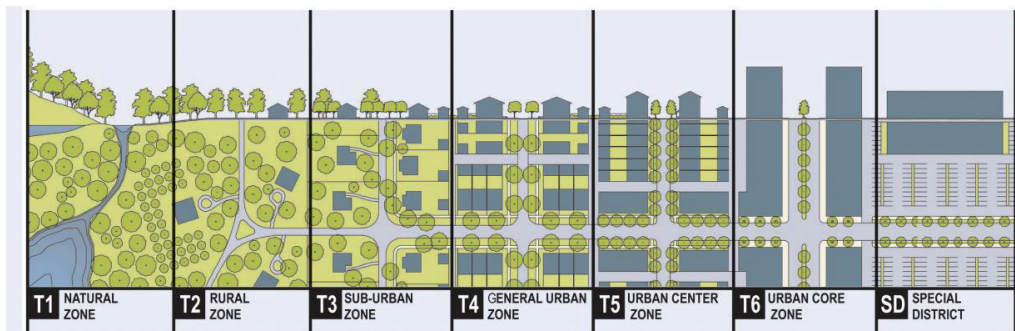 T1 NATURAL
ZONE
T2 RURAL
ZONE
T3 SUB-URBAN
ZONE
T4 GENERAL URBAN
ZONE
T5 URBAN CENTER
ZONE
T6 URBAN CORE
ZONE
SD SPECIAL
DISTRICT